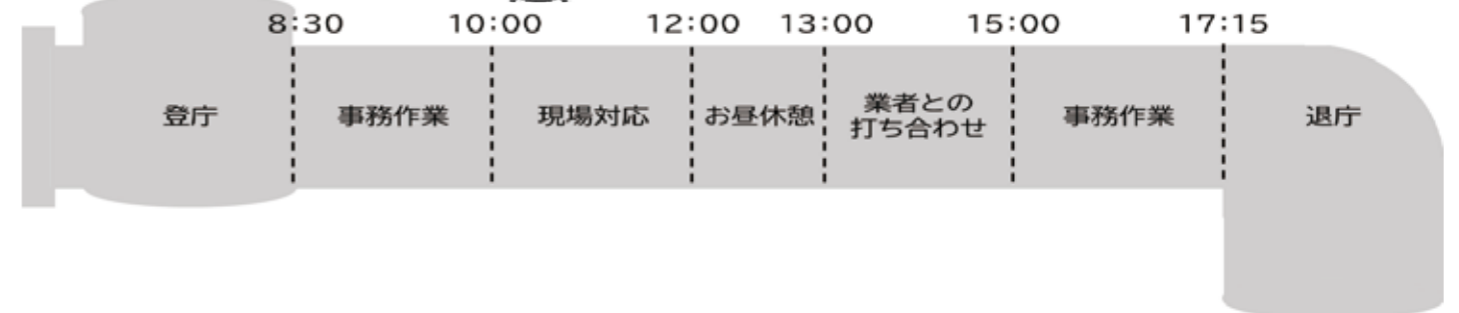 8:30 10:00 12:00 13:00 15:00 17:15
登庁 事務作業 現場対応 お昼休憩 業者との 事務作業 退庁
打ち合わせ